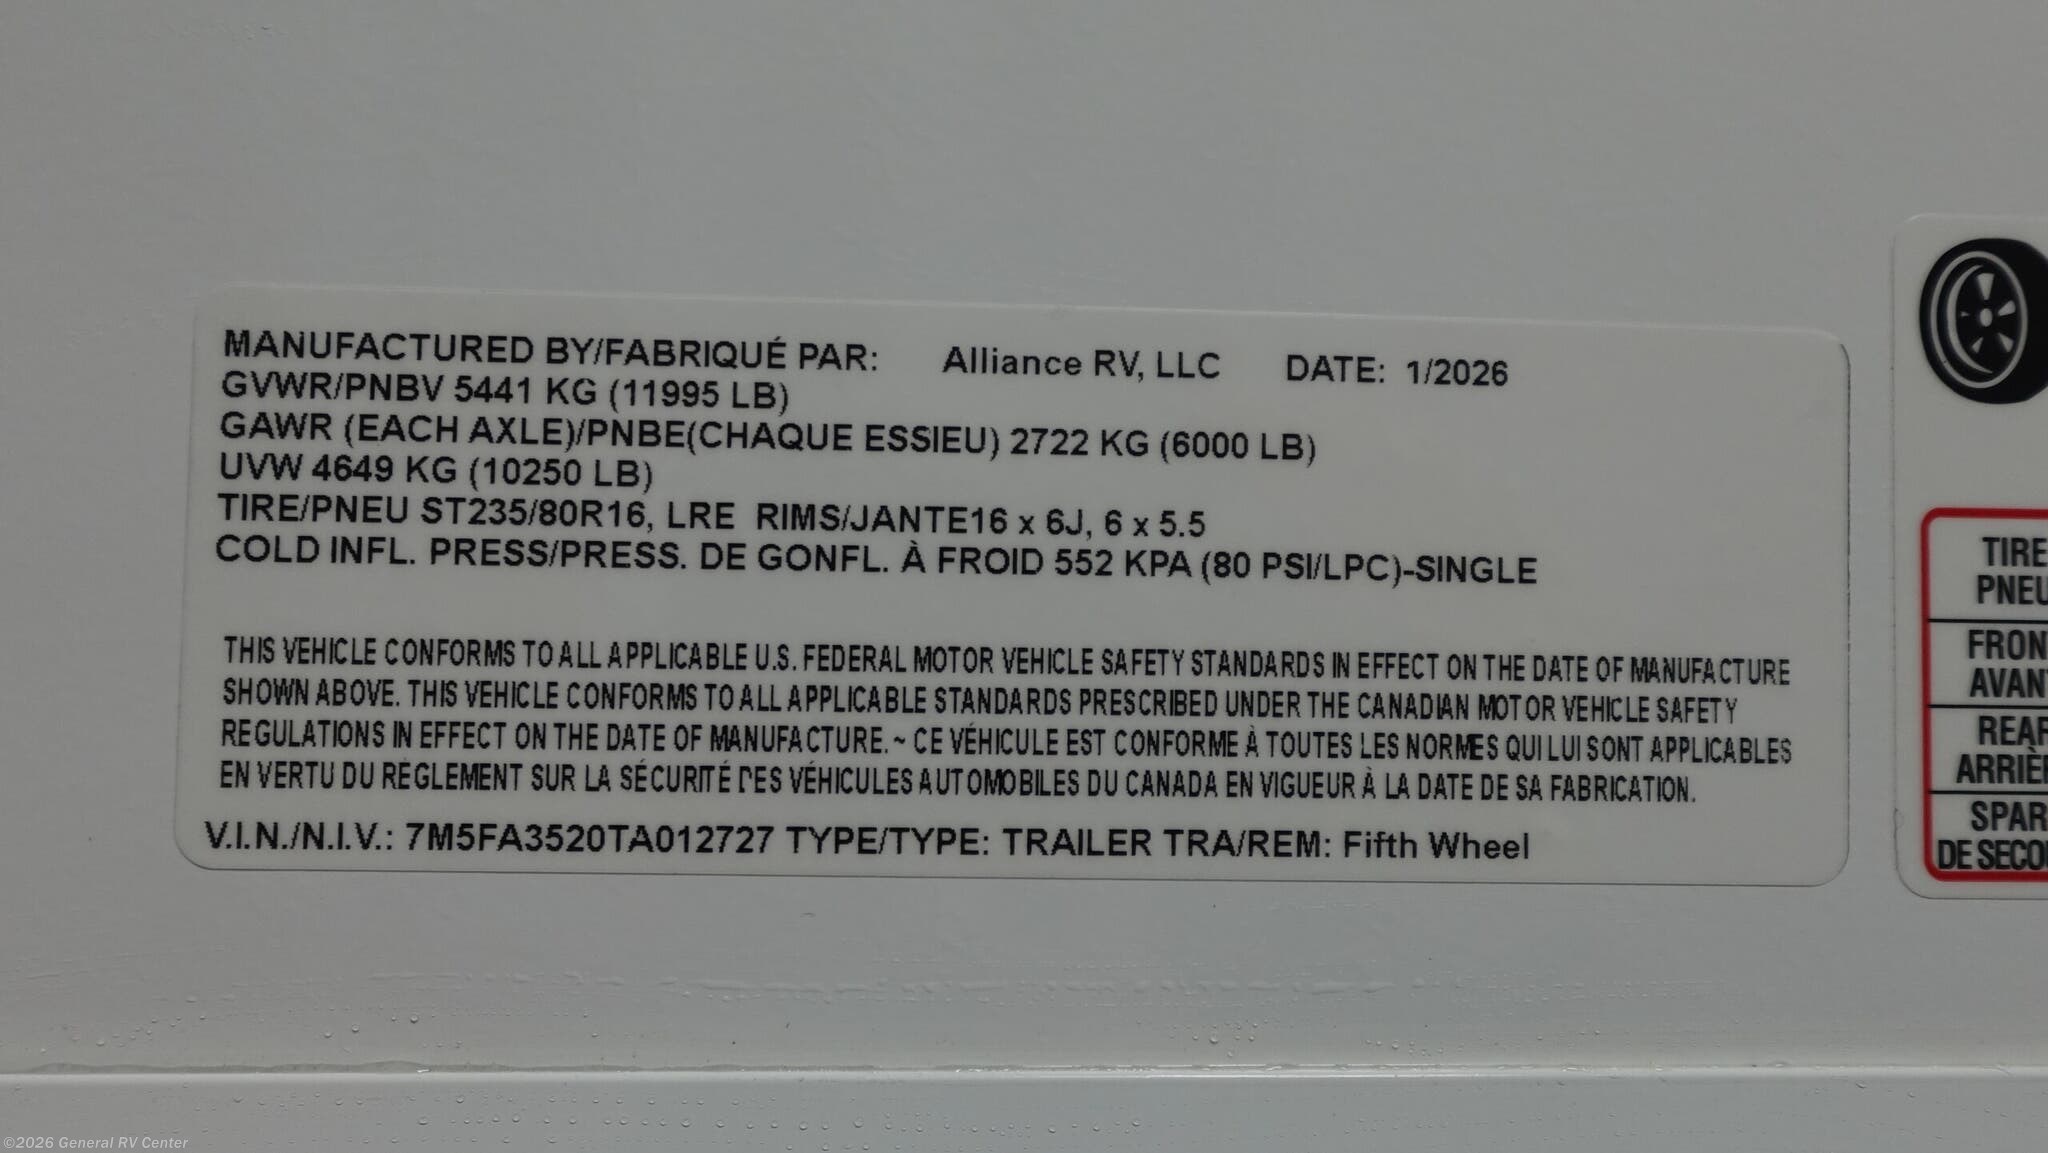 MANUFACTURED BY/FABRIQUÉ PAR: Alliance RV, LLC DATE: 1/2026
GVWR/PNBV 5441 KG (11995 LB)
GAWR (EACH AXLE)/PNBE(CHAQUE ESSIEU) 2722 KG (6000 LB)
UVW 4649 KG (10250 LB)
TIRE/PNEU ST235/80R16, LRE RIMS/JANTE16 x 6J, 6 x 5.5
COLD INFL. PRESS/PRESS. DE GONFL. À FROID 552 KPA (80 PSI/LPC)-SINGLE
THIS VEHICLE CONFORMS TO ALL APPLICABLE U.S. FEDERAL MOTOR VEHICLE SAFETY STANDARDS IN EFFECT ON THE DATE OF MANUFACTURE
SHOWN ABOVE. THIS VEHICLE CONFORMS TO ALL APPLICABLE STANDARDS PRESCRIBED UNDER THE CANADIAN MOTOR VEHICLE SAFETY
REGULATIONS IN EFFECT ON THE DATE OF MANUFACTURE. ~ CE VÉHICULE EST CONFORME À TOUTES LES NORMES QUI LUI SONT APPLICABLES
EN VERTU DU RÈGLEMENT SUR LA SÉCURITÉ DES VÉHICULES AUTOMOBILES DU CANADA EN VIGUEUR À LA DATE DE SA FABRICATION.
V.I.N./N.I.V.: 7M5FA3520TA012727 TYPE/TYPE: TRAILER TRA/REM: Fifth Wheel
TIRE
PNEU
FRON
AVAN
REAR
ARRIÈ
SPAR
DE SECO
©2026 General RV Center